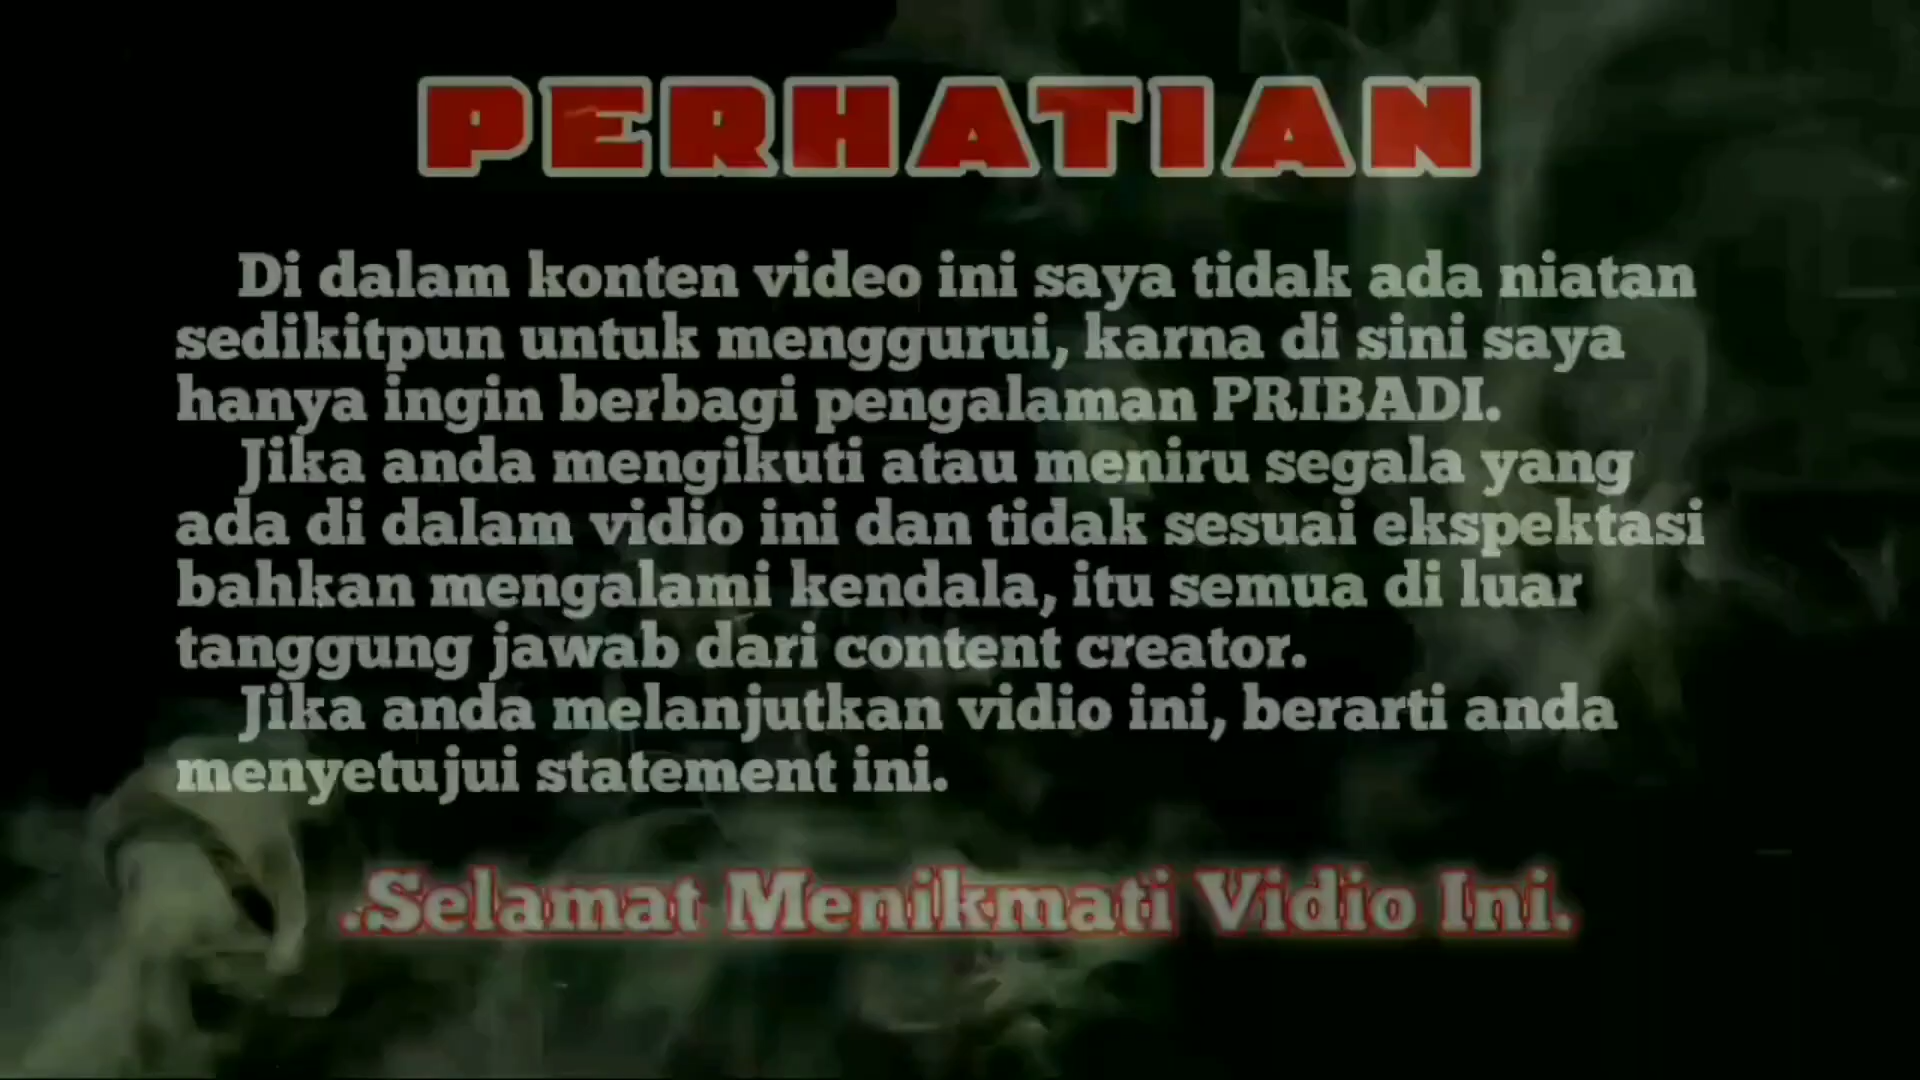 PERHATIAN
Di dalam konten video ini saya tidak ada niatan
sedikitpun untuk menggurui, karna di sini saya
hanya ingin berbagi pengalaman PRIBADI.
Jika anda mengikuti atau meniru segala yang
ada di dalam vidio ini dan tidak sesuai ekspektasi
bahkan mengalami kendala, itu semua di luar
tanggung jawab dari content creator.
Jika anda melanjutkan vidio ini, berarti anda
menyetujui statement ini.
..Selamat Menikmati Vidio Ini.